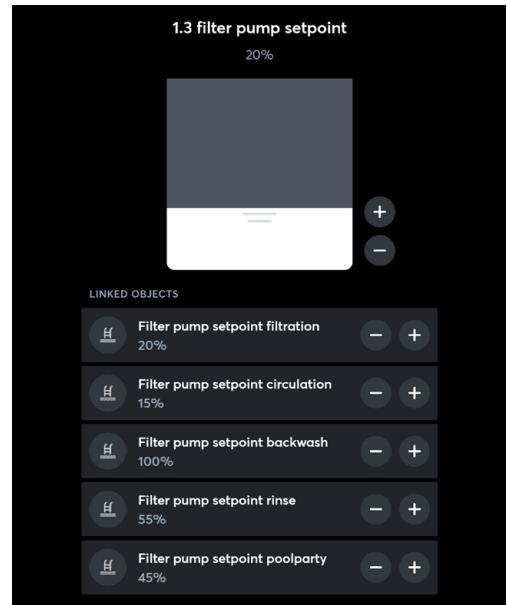 1.3 filter pump setpoint
20%
LINKED OBJECTS
Filter pump setpoint filtration
20%
Filter pump setpoint circulation
15%
Filter pump setpoint backwash
100%
Filter pump setpoint rinse
55%
Filter pump setpoint poolparty
45%